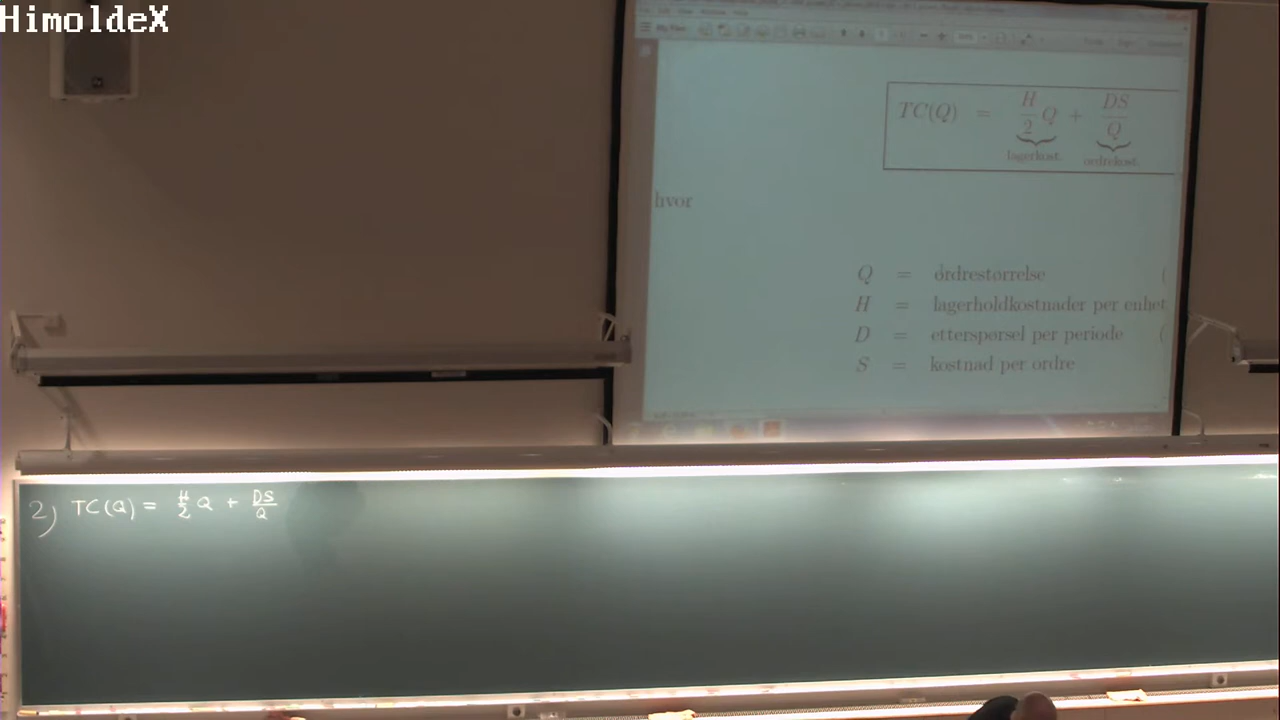 HimoldeX
TC(Q) = H/2 Q + DS/Q
lagerkost. ordrekost.
hvor
Q = ordrestørrelse (
H = lagerholdkostnader per enhet
D = etterspørsel per periode (
S = kostnad per ordre
2) TC(Q) = H/2 Q + DS/Q